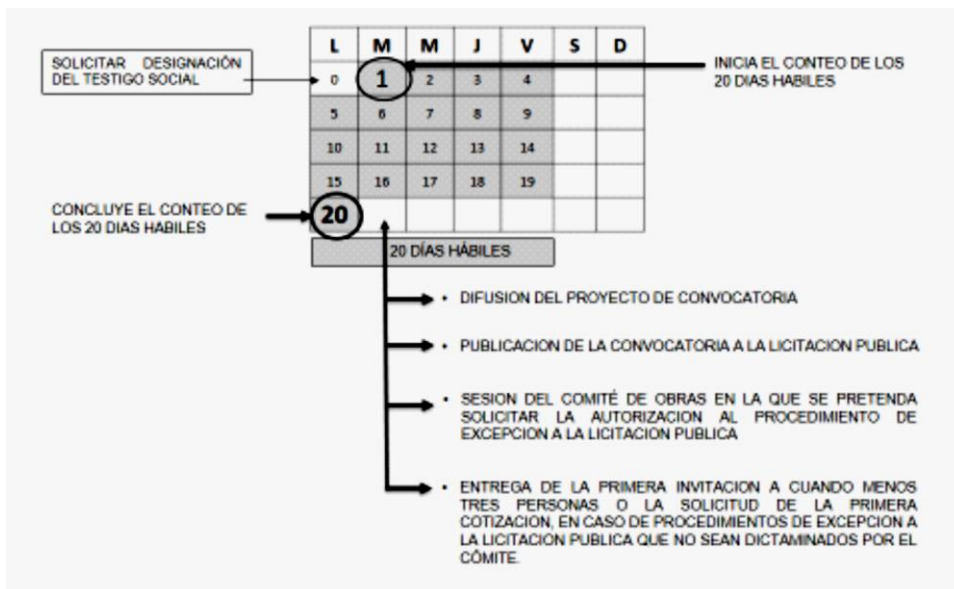 L M M J V S D
SOLICITAR DESIGNACIÓN
DEL TESTIGO SOCIAL
INICIA EL CONTEO DE LOS
20 DIAS HABILES
0 1 2 3 4
5 6 7 8 9
10 11 12 13 14
15 16 17 18 19
CONCLUYE EL CONTEO DE
LOS 20 DIAS HABILES
20
20 DÍAS HÁBILES
• DIFUSION DEL PROYECTO DE CONVOCATORIA
• PUBLICACION DE LA CONVOCATORIA A LA LICITACION PUBLICA
• SESION DEL COMITÉ DE OBRAS EN LA QUE SE PRETENDA
SOLICITAR LA AUTORIZACION AL PROCEDIMIENTO DE
EXCEPCION A LA LICITACION PUBLICA
• ENTREGA DE LA PRIMERA INVITACION A CUANDO MENOS
TRES PERSONAS O LA SOLICITUD DE LA PRIMERA
COTIZACION, EN CASO DE PROCEDIMIENTOS DE EXCEPCION A
LA LICITACION PUBLICA QUE NO SEAN DICTAMINADOS POR EL
CÓMITE.